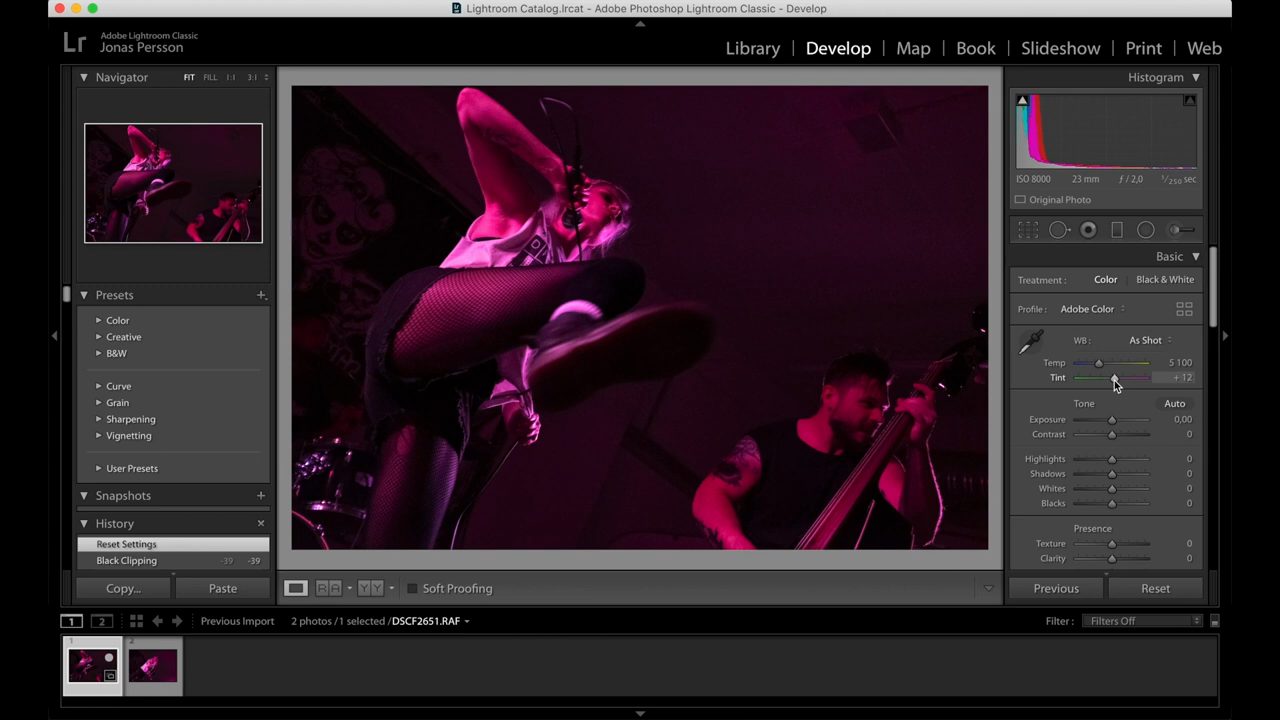 Lightroom Catalog.lrcat - Adobe Photoshop Lightroom Classic - Develop
Lr
Adobe Lightroom Classic
Jonas Persson
Library | Develop | Map | Book | Slideshow | Print | Web
Navigator FIT FILL 1:1 3:1
Presets +
Color
Creative
B&W
Curve
Grain
Sharpening
Vignetting
User Presets
Snapshots +
History ×
Reset Settings
Black Clipping -39 -39
Copy... Paste
Histogram
ISO 8000 23 mm ƒ / 2,0 1/250 sec
Original Photo
Basic
Treatment : Color Black & White
Profile : Adobe Color
WB : As Shot
Temp 5 100
Tint + 12
Tone Auto
Exposure 0,00
Contrast 0
Highlights 0
Shadows 0
Whites 0
Blacks 0
Presence
Texture 0
Clarity 0
Previous Reset
R A Y Y Soft Proofing
1 2 Previous Import 2 photos / 1 selected / DSCF2651.RAF Filter : Filters Off
1 2